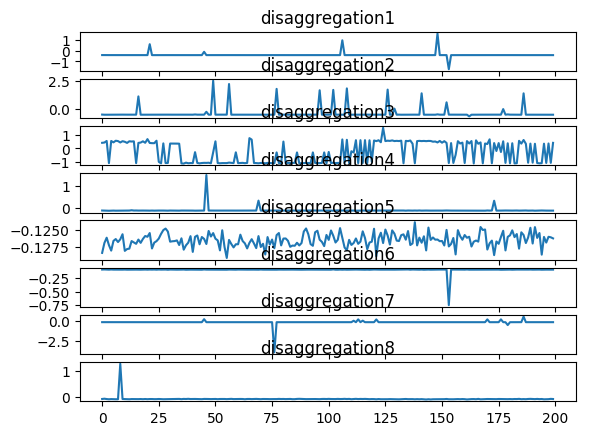 disaggregation1
1
0
−1
disaggregation2
2.5
0.0
disaggregation3
1
0
−1
disaggregation4
1
0
disaggregation5
−0.1250
−0.1275
disaggregation6
−0.25
−0.50
−0.75
disaggregation7
0.0
−2.5
disaggregation8
1
0
0 25 50 75 100 125 150 175 200